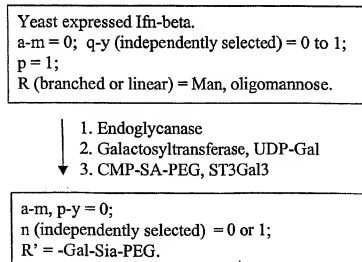 Yeast expressed Ifn-beta.
a-m = 0; q-y (independently selected) = 0 to 1;
p = 1;
R (branched or linear) = Man, oligomannose.
1. Endoglycanase
2. Galactosyltransferase, UDP-Gal
3. CMP-SA-PEG, ST3Gal3
a-m, p-y = 0;
n (independently selected) = 0 or 1;
R' = -Gal-Sia-PEG.